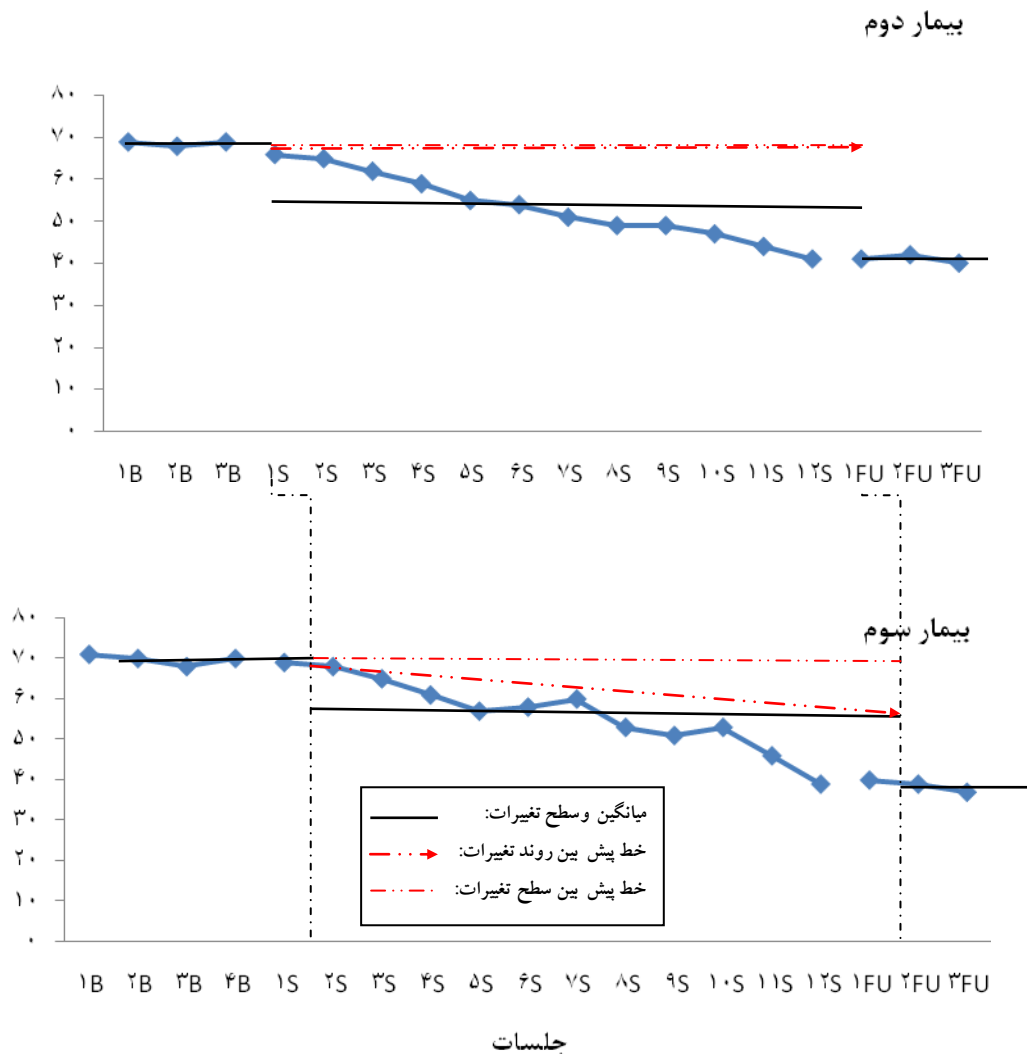 بیمار دوم
۸۰
۷۰
۶۰
۵۰
۴۰
۳۰
۲۰
۱۰
۰
۱B ۲B ۳B ۱S ۲S ۳S ۴S ۵S ۶S ۷S ۸S ۹S ۱۰S ۱۱S ۱۲S ۱FU ۲FU ۳FU
بیمار سوم
۸۰
۷۰
۶۰
۵۰
۴۰
۳۰
۲۰
۱۰
۰
میانگین وسطح تغییرات:
خط پیش بین روند تغییرات:
خط پیش بین سطح تغییرات:
۱B ۲B ۳B ۴B ۱S ۲S ۳S ۴S ۵S ۶S ۷S ۸S ۹S ۱۰S ۱۱S ۱۲S ۱FU ۲FU ۳FU
جلسات